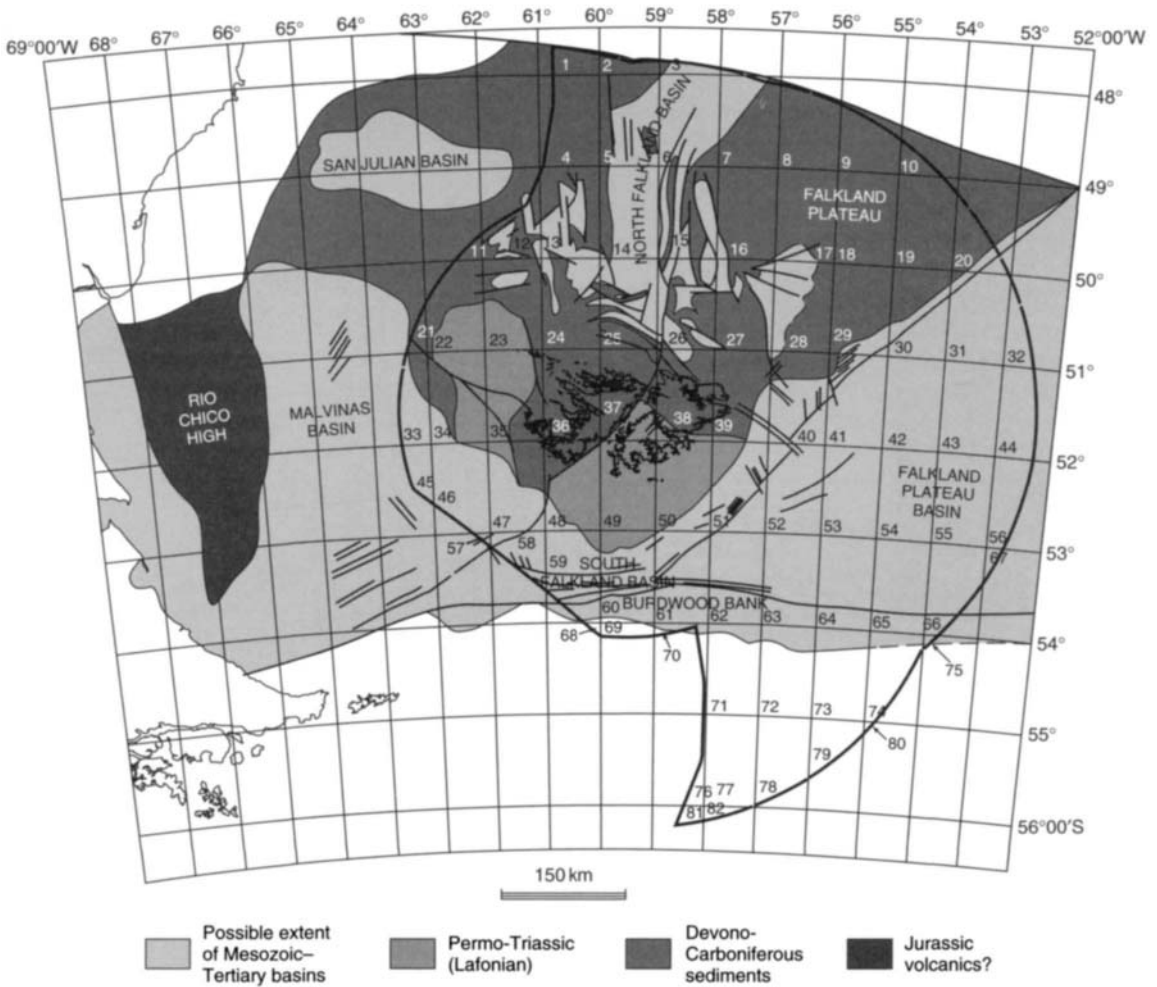 69°00′W 68° 67° 66° 65° 64° 63° 62° 61° 60° 59° 58° 57° 56° 55° 54° 53° 52°00′W
1 2
48°
SAN JULIAN BASIN
NORTH FALKLAND BASIN
4 5 6 7 8 9 10
49°
FALKLAND
PLATEAU
11 12 13 14 15 16 17 18 19 20
50°
21 22 23 24 25 26 27 28 29 30 31 32
51°
RIO
CHICO
HIGH
MALVINAS
BASIN
33 34 35 36 37 38 39 40 41 42 43 44
52°
FALKLAND
PLATEAU
BASIN
45 46
47 48 49 50 51 52 53 54 55 56
57 58 59 67
53°
SOUTH
FALKLAND BASIN
BURDWOOD BANK
60 61 62 63 64 65 66
68 69 70
54°
75
71 72 73 74
80
55°
79
76 77 78
81 82
56°00′S
150 km
Possible extent
of Mesozoic–
Tertiary basins
Permo-Triassic
(Lafonian)
Devono-
Carboniferous
sediments
Jurassic
volcanics?